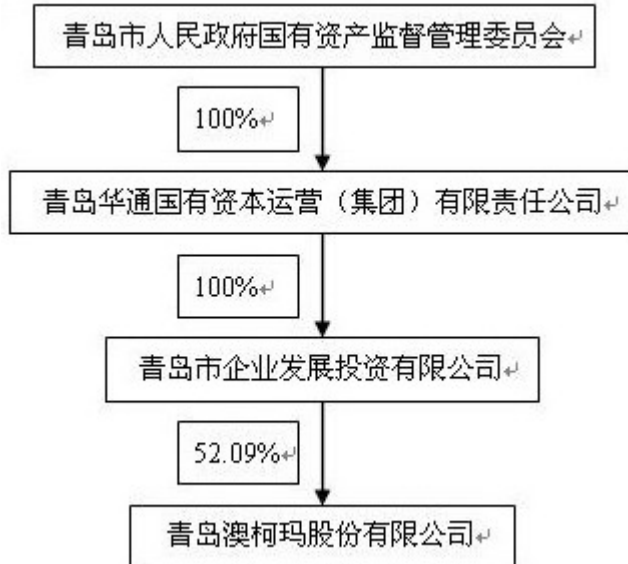 青岛市人民政府国有资产监督管理委员会
100%
青岛华通国有资本运营（集团）有限责任公司
100%
青岛市企业发展投资有限公司
52.09%
青岛澳柯玛股份有限公司